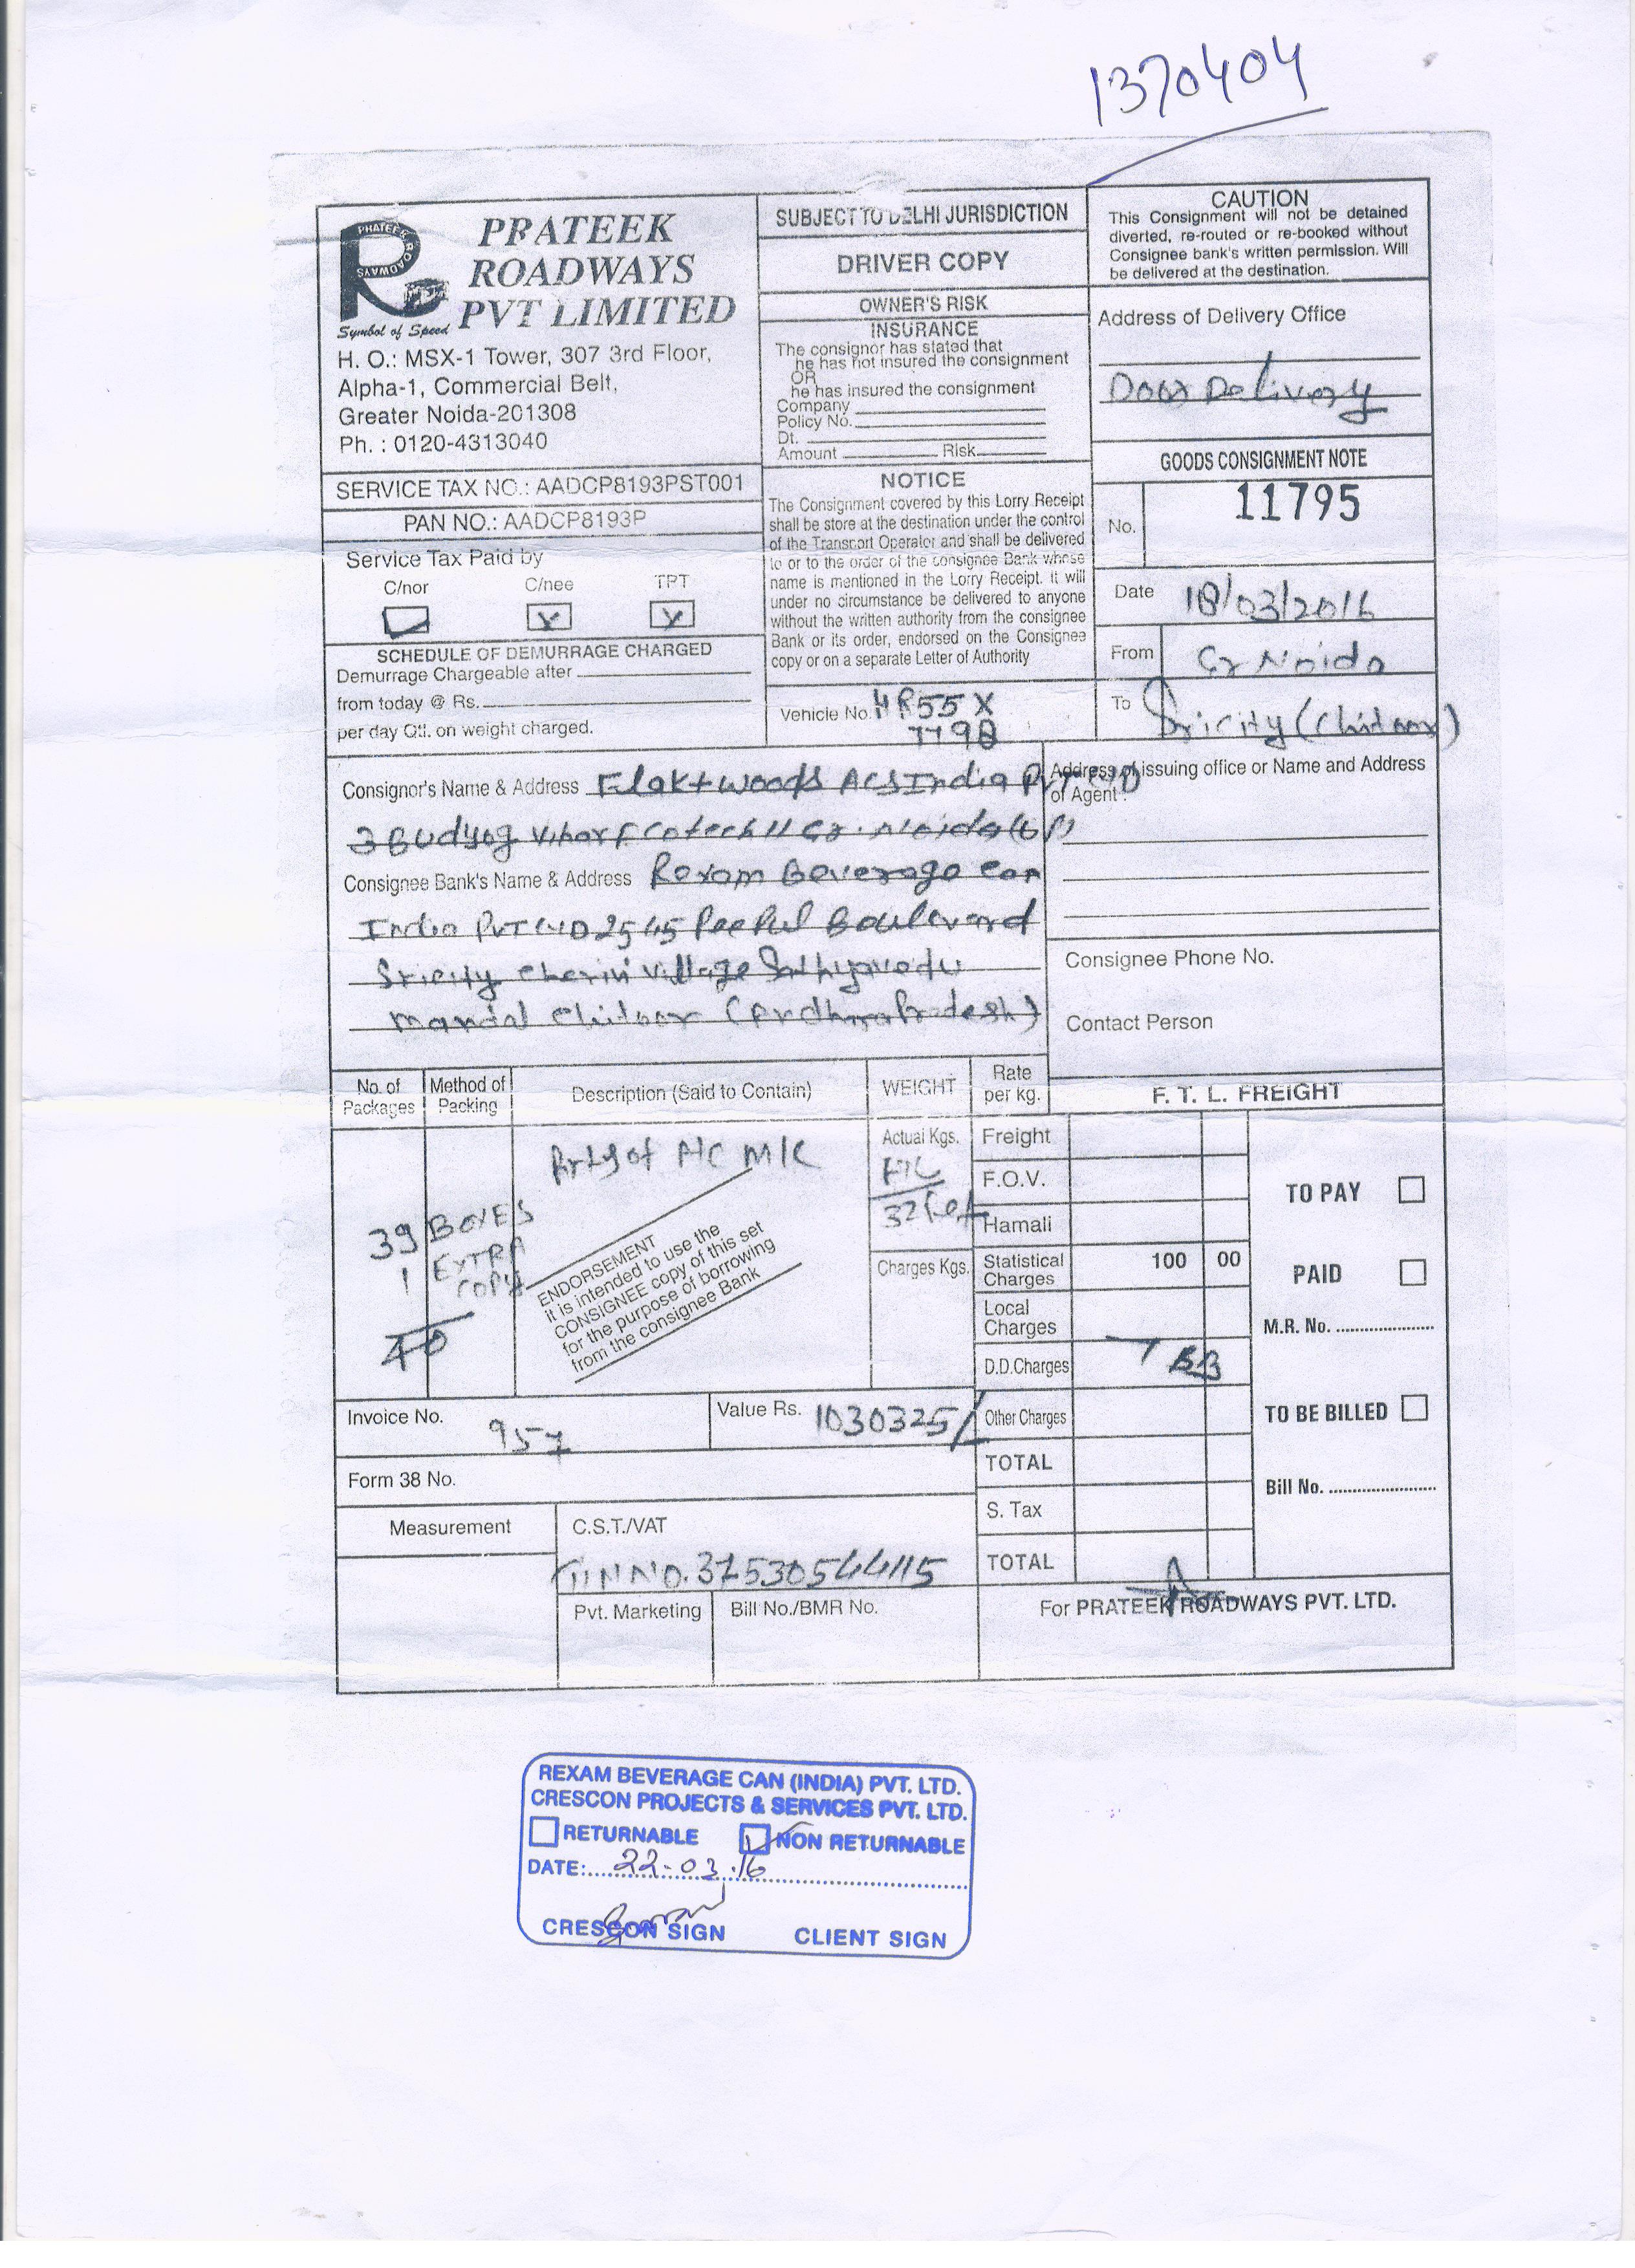 1370404
PRATEEK
ROADWAYS
PVT LIMITED
PRATEEK ROADWAYS
Symbol of Speed
H. O.: MSX-1 Tower, 307 3rd Floor,
Alpha-1, Commercial Belt,
Greater Noida-201308
Ph. : 0120-4313040
SERVICE TAX NO.: AADCP8193PST001
PAN NO.: AADCP8193P
Service Tax Paid by
C/nor C/nee TPT
SCHEDULE OF DEMURRAGE CHARGED
Demurrage Chargeable after
from today @ Rs.
per day Qtl. on weight charged.
SUBJECT TO DELHI JURISDICTION
DRIVER COPY
OWNER'S RISK
INSURANCE
The consignor has stated that
he has not insured the consignment
OR
he has insured the consignment
Company
Policy No.
Dt.
Amount Risk
NOTICE
The Consignment covered by this Lorry Receipt
shall be store at the destination under the control
of the Transport Operator and shall be delivered
to or to the order of the consignee Bank whose
name is mentioned in the Lorry Receipt. It will
under no circumstance be delivered to anyone
without the written authority from the consignee
Bank or its order, endorsed on the Consignee
copy or on a separate Letter of Authority
Vehicle No. HR55X
CAUTION
This Consignment will not be detained
diverted, re-routed or re-booked without
Consignee bank's written permission. Will
be delivered at the destination.
Address of Delivery Office
Door Delivery
GOODS CONSIGNMENT NOTE
No. 11795
Date 18/03/2016
From Gr Noida
To Sricity (Chittoor)
Consignor's Name & Address Flakt woods ACS India Pvt LTD
Udyog Vihar Ecotech II Gr. Noida (UP)
Consignee Bank's Name & Address Rexam Beverage Can
India Pvt LTD Peepul Boulevard
Sricity Cherivi Village Sathyavedu
Mandal Chittoor (Andhra Pradesh)
Address of issuing office or Name and Address
of Agent :
Consignee Phone No.
Contact Person
No. of Packages
Method of Packing
Description (Said to Contain)
WEIGHT
Rate per kg.
F. T. L. FREIGHT
39 BOXES
1 EXTRA
COPY
40
of A/C M/C
ENDORSEMENT
it is intended to use the
CONSIGNEE copy of this set
for the purpose of borrowing
from the consignee Bank
Actual Kgs.
Charges Kgs.
Freight
F.O.V.
Hamali
Statistical Charges 100 00
Local Charges
D.D.Charges TBB
Other Charges
TOTAL
S. Tax
TOTAL
TO PAY
PAID
M.R. No.
TO BE BILLED
Bill No.
Invoice No. 957
Value Rs. 1030325/
Form 38 No.
Measurement
C.S.T./VAT
TIN NO. 37530544115
Pvt. Marketing
Bill No./BMR No.
For PRATEEK ROADWAYS PVT. LTD.
REXAM BEVERAGE CAN (INDIA) PVT. LTD.
CRESCON PROJECTS & SERVICES PVT. LTD.
RETURNABLE NON RETURNABLE
DATE: 22-03.16
CRESCON SIGN CLIENT SIGN